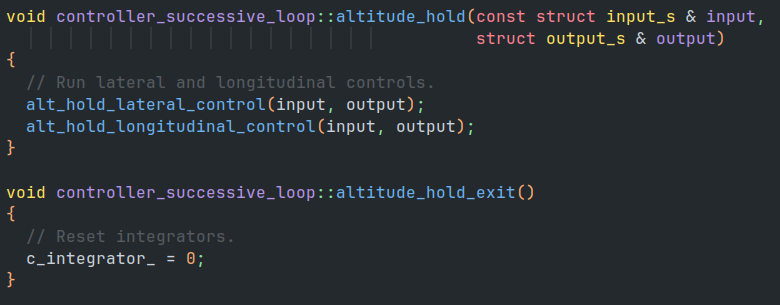 void controller_successive_loop::altitude_hold(const struct input_s & input,
                                               struct output_s & output)
{
  // Run lateral and longitudinal controls.
  alt_hold_lateral_control(input, output);
  alt_hold_longitudinal_control(input, output);
}

void controller_successive_loop::altitude_hold_exit()
{
  // Reset integrators.
  c_integrator_ = 0;
}